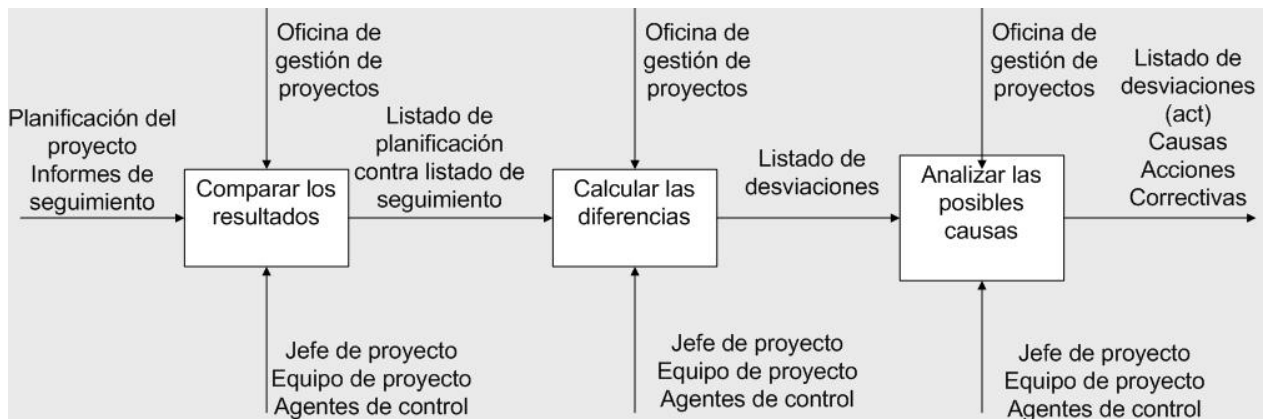 Oficina de
gestión de
proyectos
Oficina de
gestión de
proyectos
Oficina de
gestión de
proyectos
Planificación del
proyecto
Informes de
seguimiento
Comparar los
resultados
Listado de
planificación
contra listado de
seguimiento
Calcular las
diferencias
Listado de
desviaciones
Analizar las
posibles
causas
Listado de
desviaciones
(act)
Causas
Acciones
Correctivas
Jefe de proyecto
Equipo de proyecto
Agentes de control
Jefe de proyecto
Equipo de proyecto
Agentes de control
Jefe de proyecto
Equipo de proyecto
Agentes de control